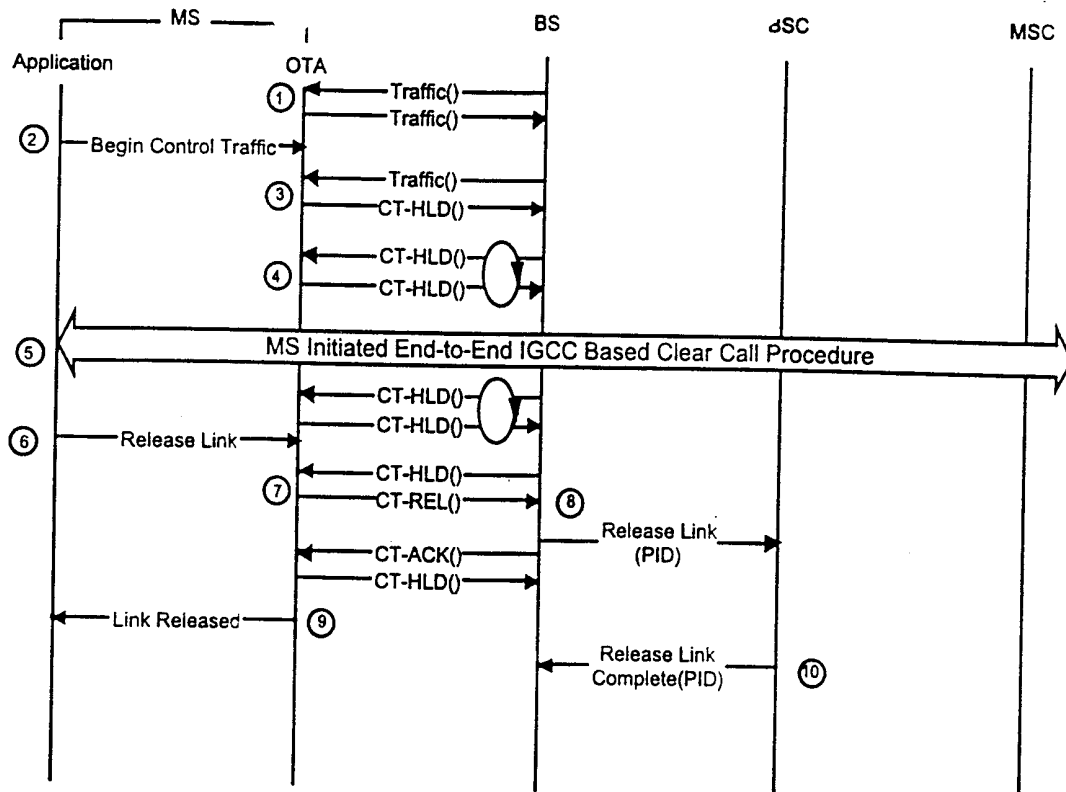 MS
BS
BSC
MSC
Application
OTA
1
Traffic()
Traffic()
2
Begin Control Traffic
Traffic()
3
CT-HLD()
CT-HLD()
4
CT-HLD()
5
MS Initiated End-to-End IGCC Based Clear Call Procedure
CT-HLD()
CT-HLD()
6
Release Link
CT-HLD()
7
CT-REL()
8
Release Link
(PID)
CT-ACK()
CT-HLD()
Link Released
9
Release Link
Complete(PID)
10